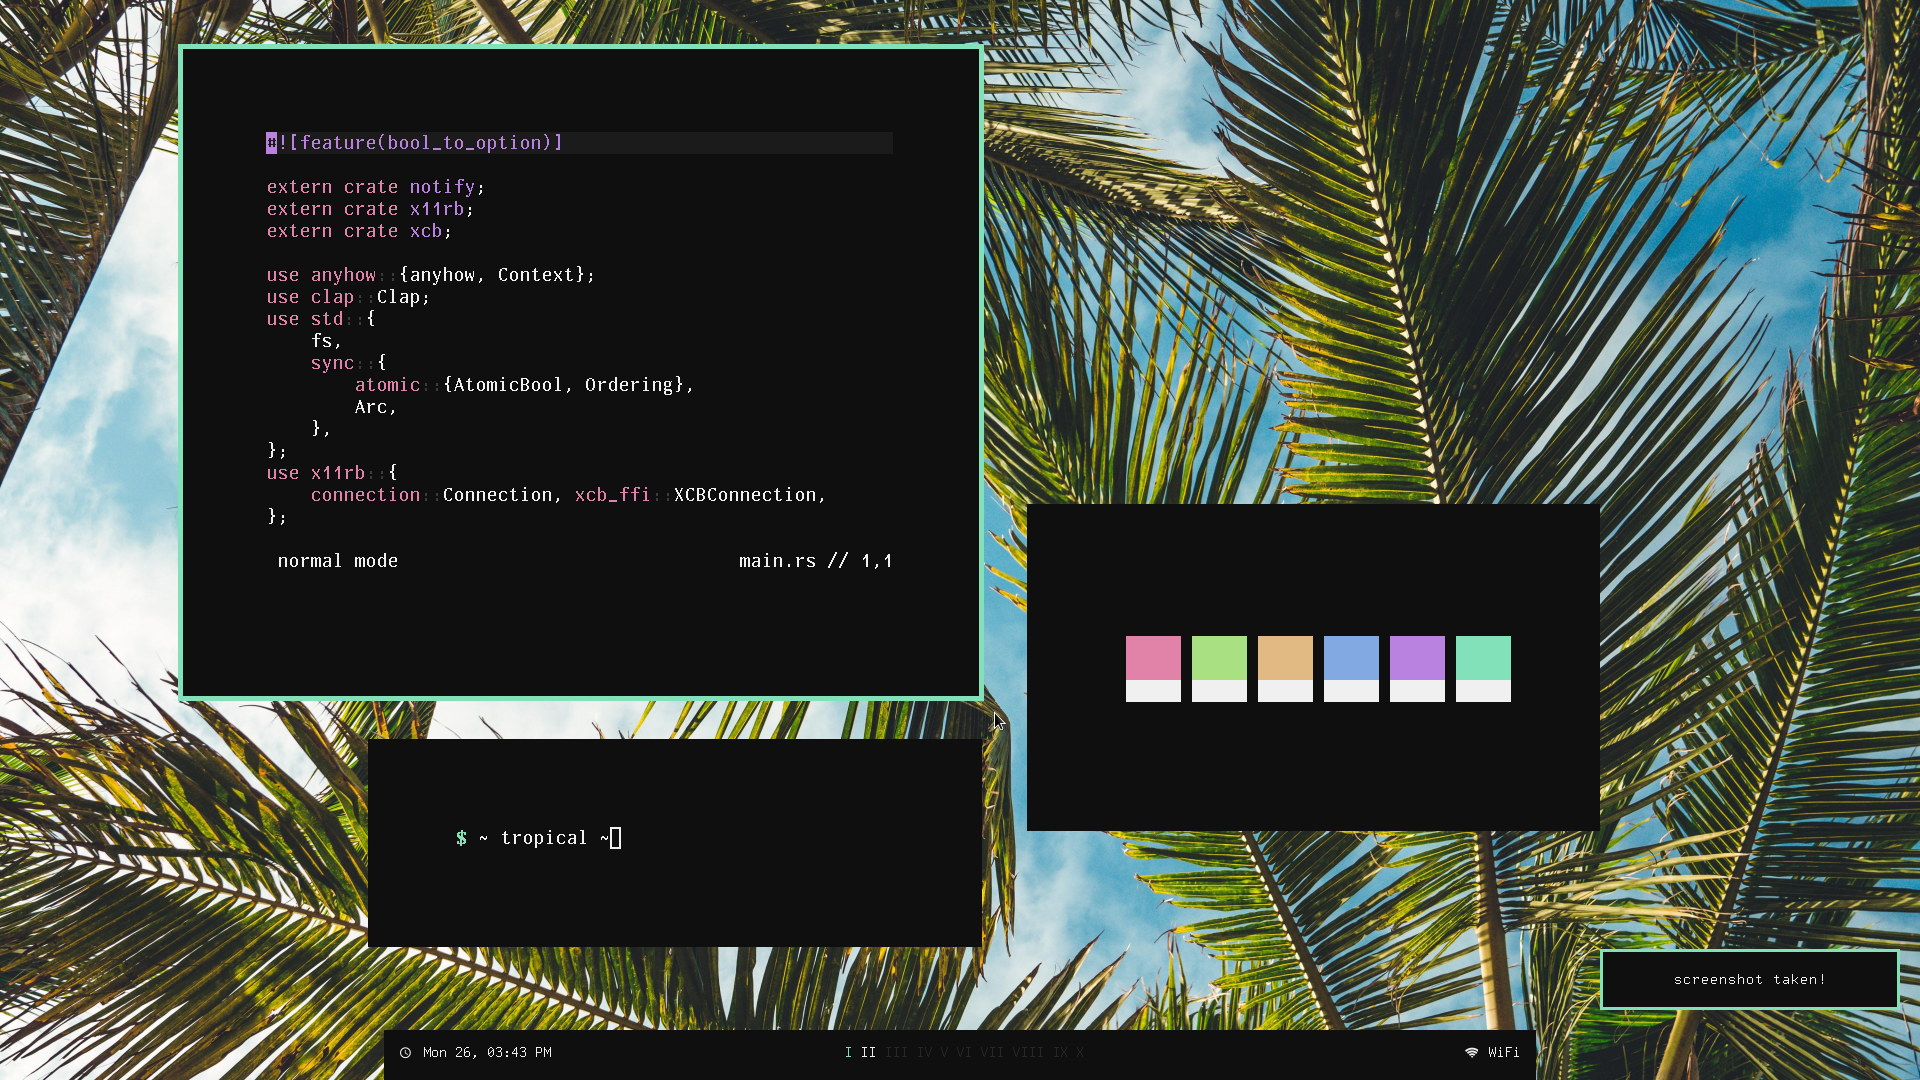 #![feature(bool_to_option)]
extern crate notify;
extern crate x11rb;
extern crate xcb;
use anyhow::{anyhow, Context};
use clap::Clap;
use std::{
    fs,
    sync::{
        atomic::{AtomicBool, Ordering},
        Arc,
    },
};
use x11rb::{
    connection::Connection, xcb_ffi::XCBConnection,
};
normal mode main.rs // 1,1
$ ~ tropical ~
screenshot taken!
Mon 26, 03:43 PM I II III IV V VI VII VIII IX X WiFi